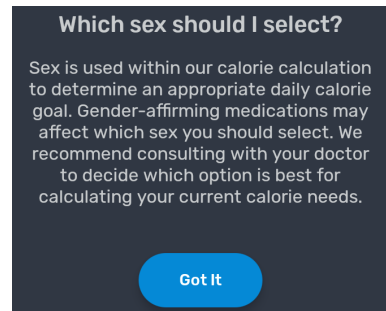 Which sex should I select?
Sex is used within our calorie calculation
to determine an appropriate daily calorie
goal. Gender-affirming medications may
affect which sex you should select. We
recommend consulting with your doctor
to decide which option is best for
calculating your current calorie needs.
Got It